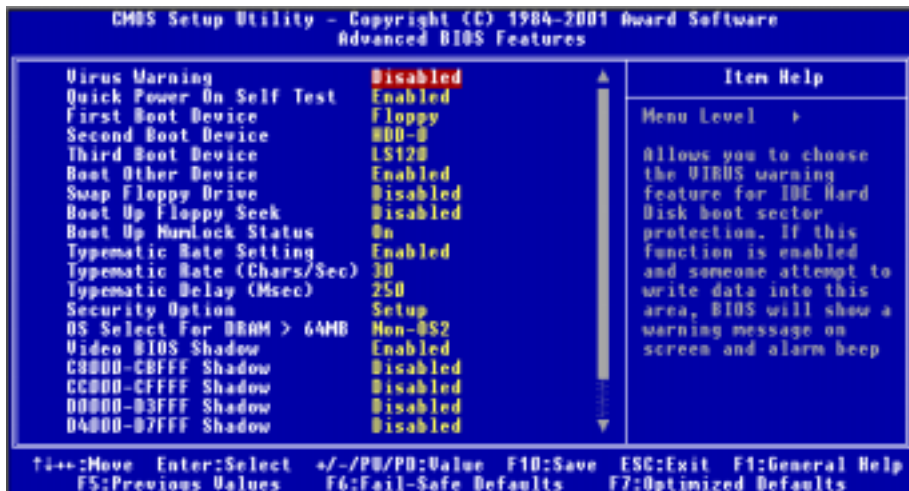 CMOS Setup Utility - Copyright (C) 1984-2001 Award Software
Advanced BIOS Features
Virus Warning Disabled
Quick Power On Self Test Enabled
First Boot Device Floppy
Second Boot Device HDD-0
Third Boot Device LS120
Boot Other Device Enabled
Swap Floppy Drive Disabled
Boot Up Floppy Seek Disabled
Boot Up NumLock Status On
Typematic Rate Setting Enabled
Typematic Rate (Chars/Sec) 30
Typematic Delay (Msec) 250
Security Option Setup
OS Select For DRAM > 64MB Non-OS2
Video BIOS Shadow Enabled
C8000-CBFFF Shadow Disabled
CC000-CFFFF Shadow Disabled
D0000-D3FFF Shadow Disabled
D4000-D7FFF Shadow Disabled
Item Help
Menu Level ▸
Allows you to choose
the VIRUS warning
feature for IDE Hard
Disk boot sector
protection. If this
function is enabled
and someone attempt to
write data into this
area, BIOS will show a
warning message on
screen and alarm beep
↑↓→←:Move Enter:Select +/-/PU/PD:Value F10:Save ESC:Exit F1:General Help
F5:Previous Values F6:Fail-Safe Defaults F7:Optimized Defaults